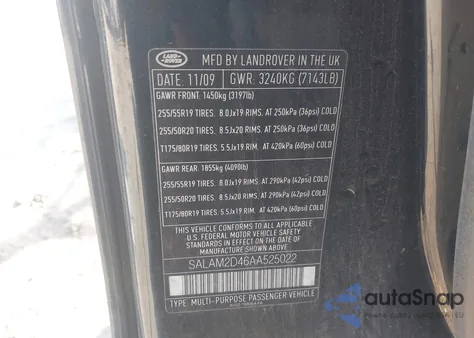 LAND ROVER
MFD BY LANDROVER IN THE UK
DATE: 11/09 GWR: 3240KG (7143LB)
GAWR FRONT: 1450kg (3197lb)
255/55R19 TIRES. 8.0Jx19 RIMS. AT 250kPa (36psi) COLD
255/50R20 TIRES. 8.5Jx20 RIMS. AT 250kPa (36psi) COLD
T175/80R19 TIRES. 5.5Jx19 RIM. AT 420kPa (60psi) COLD
GAWR REAR: 1855kg (4090lb)
255/55R19 TIRES. 8.0Jx19 RIMS. AT 290kPa (42psi) COLD
255/50R20 TIRES. 8.5Jx20 RIMS. AT 290kPa (42psi) COLD
T175/80R19 TIRES. 5.5Jx19 RIM. AT 420kPa (60psi) COLD
THIS VEHICLE CONFORMS TO ALL APPLICABLE
FEDERAL MOTOR VEHICLE SAFETY STANDARDS
IN EFFECT ON THE DATE OF
MANUFACTURE SHOWN ABOVE
SALAM2D46AA525022
TYPE: MULTI-PURPOSE PASSENGER VEHICLE
autoSnap